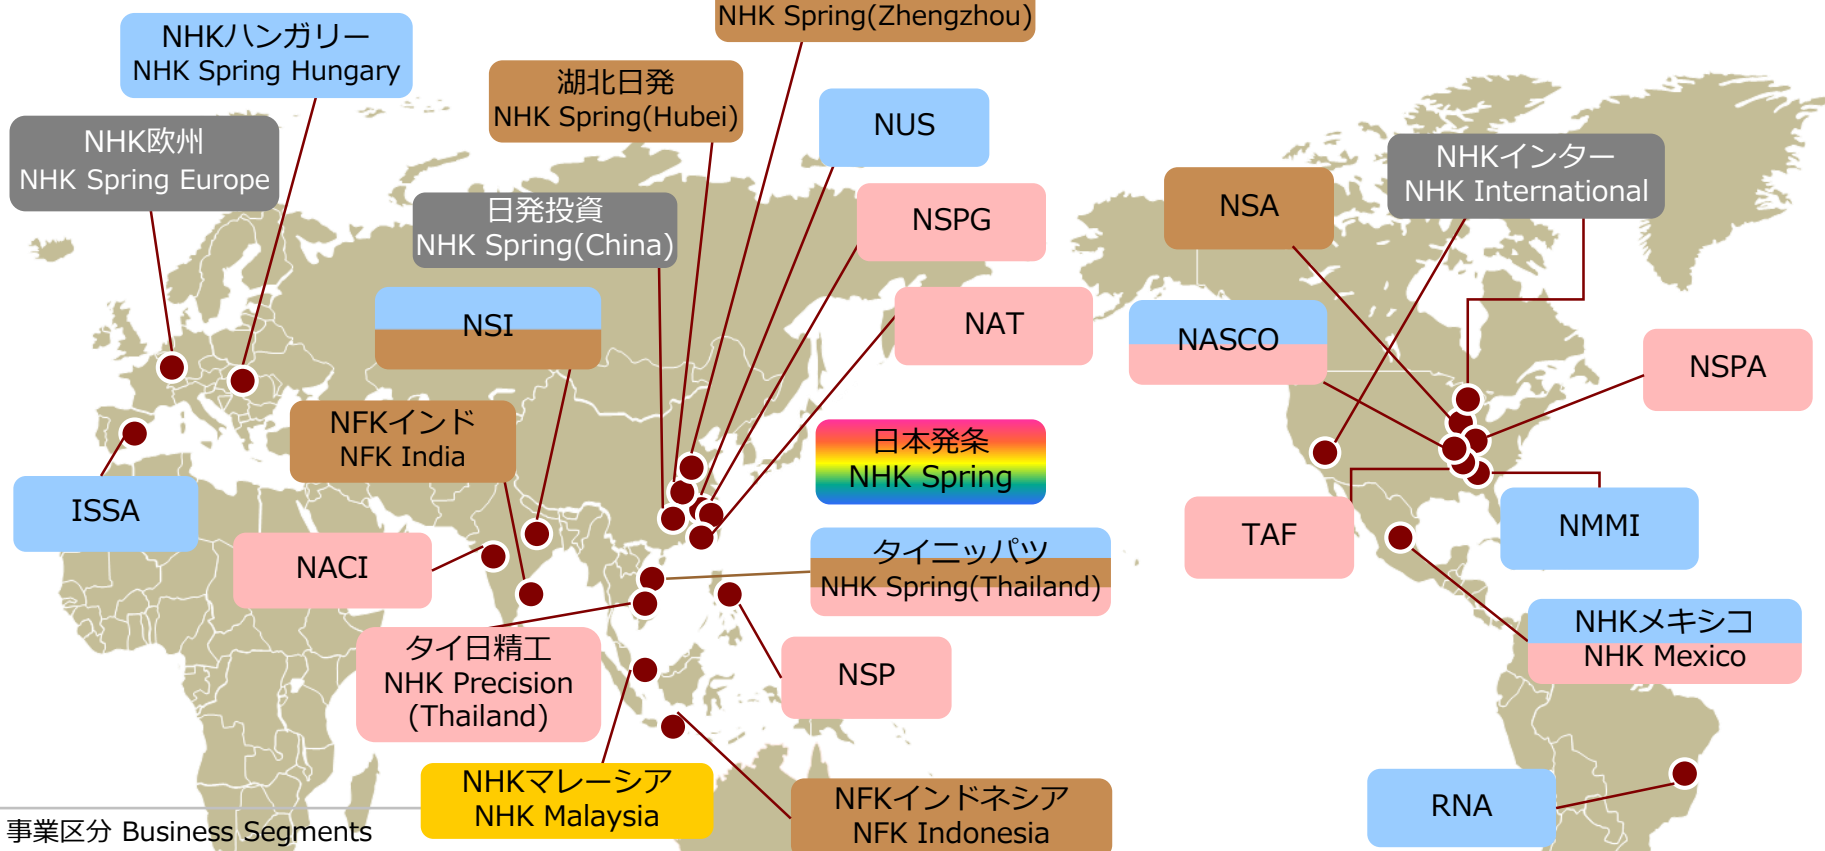 NHK Spring(Zhengzhou)
NHKハンガリー
NHK Spring Hungary
湖北日発
NHK Spring(Hubei)
NUS
NHK欧州
NHK Spring Europe
NHKインター
NHK International
NSA
日発投資
NHK Spring(China)
NSPG
NSI
NAT
NASCO
NSPA
NFKインド
NFK India
日本発条
NHK Spring
ISSA
TAF
NMMI
NACI
タイニッパツ
NHK Spring(Thailand)
NHKメキシコ
NHK Mexico
タイ日精工
NHK Precision
(Thailand)
NSP
NHKマレーシア
NHK Malaysia
NFKインドネシア
NFK Indonesia
RNA
事業区分 Business Segments